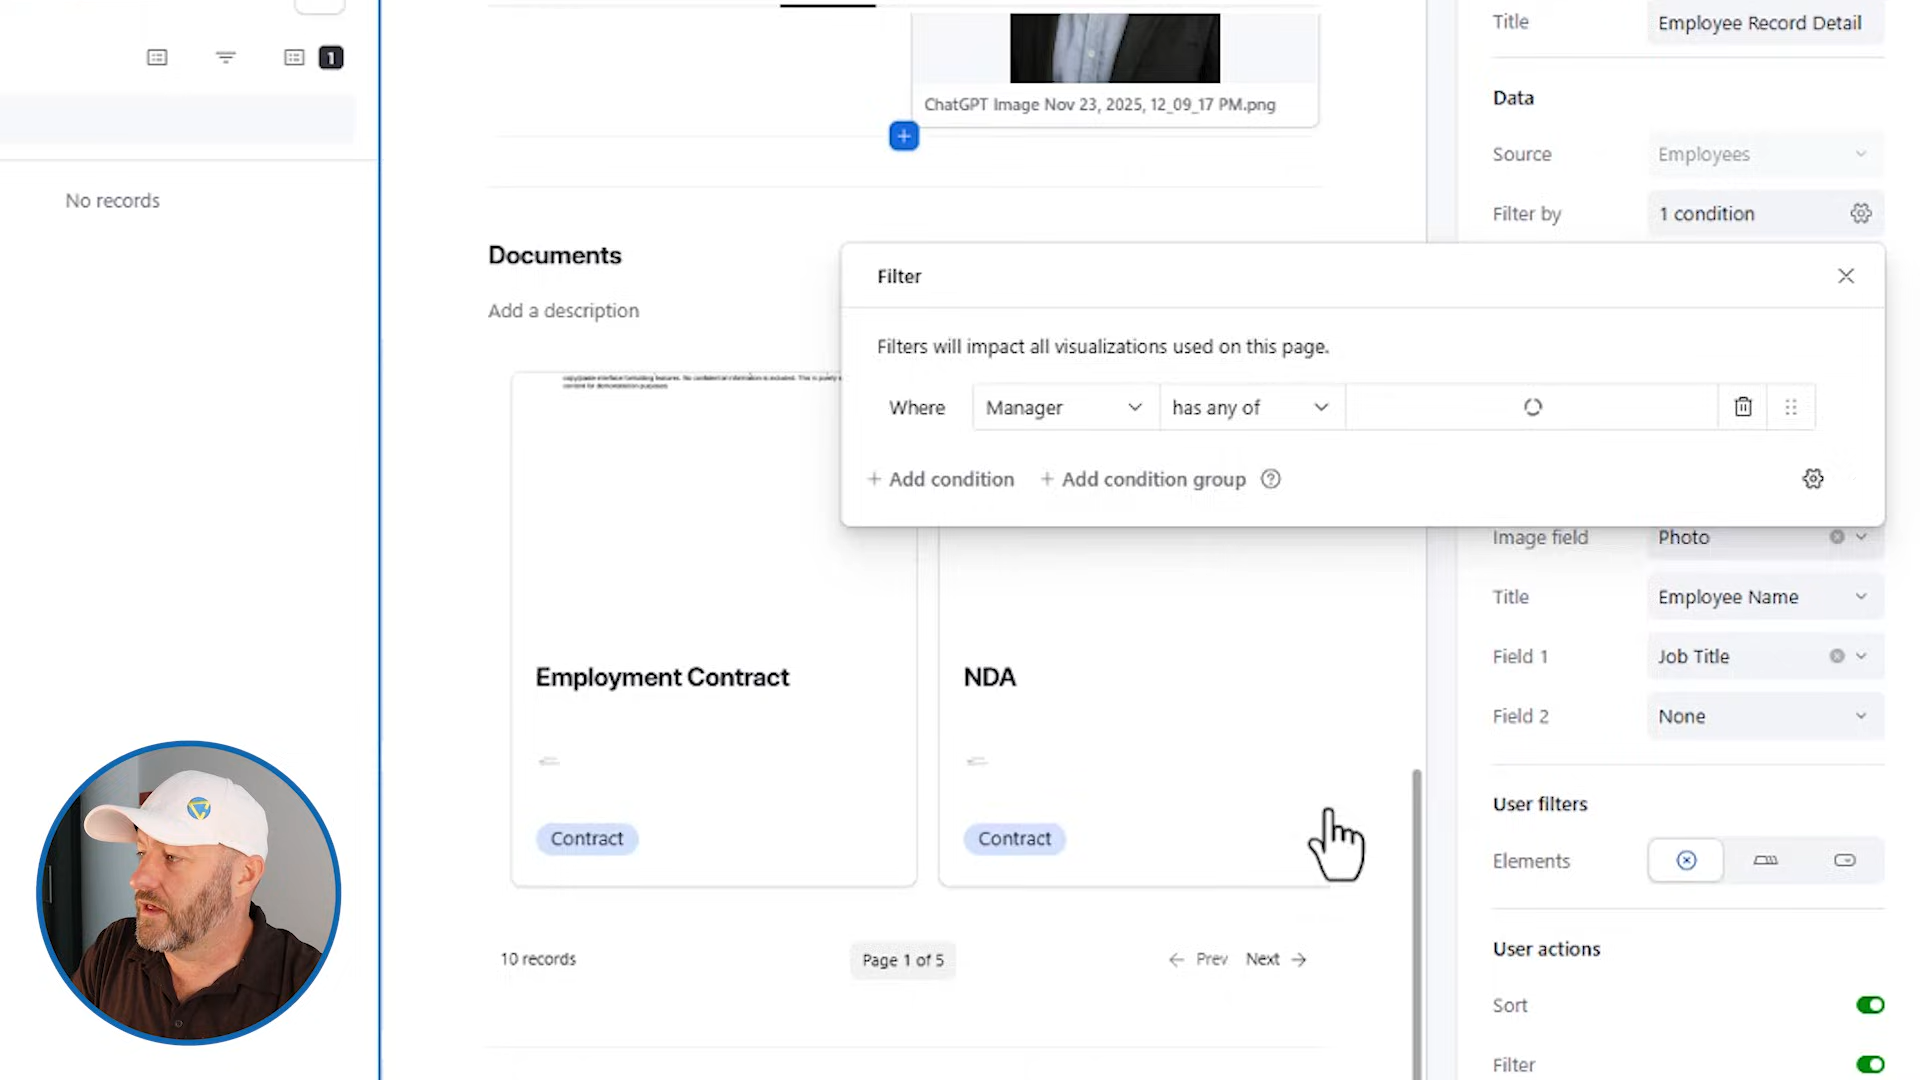 1
No records
ChatGPT Image Nov 23, 2025, 12_09_17 PM.png
Documents
Add a description
Employment Contract
Contract
NDA
Contract
10 records
Page 1 of 5
Prev
Next
Title
Employee Record Detail
Data
Source
Employees
Filter by
1 condition
Filter
Filters will impact all visualizations used on this page.
Where
Manager
has any of
+ Add condition
+ Add condition group
Image field
Photo
Title
Employee Name
Field 1
Job Title
Field 2
None
User filters
Elements
User actions
Sort
Filter